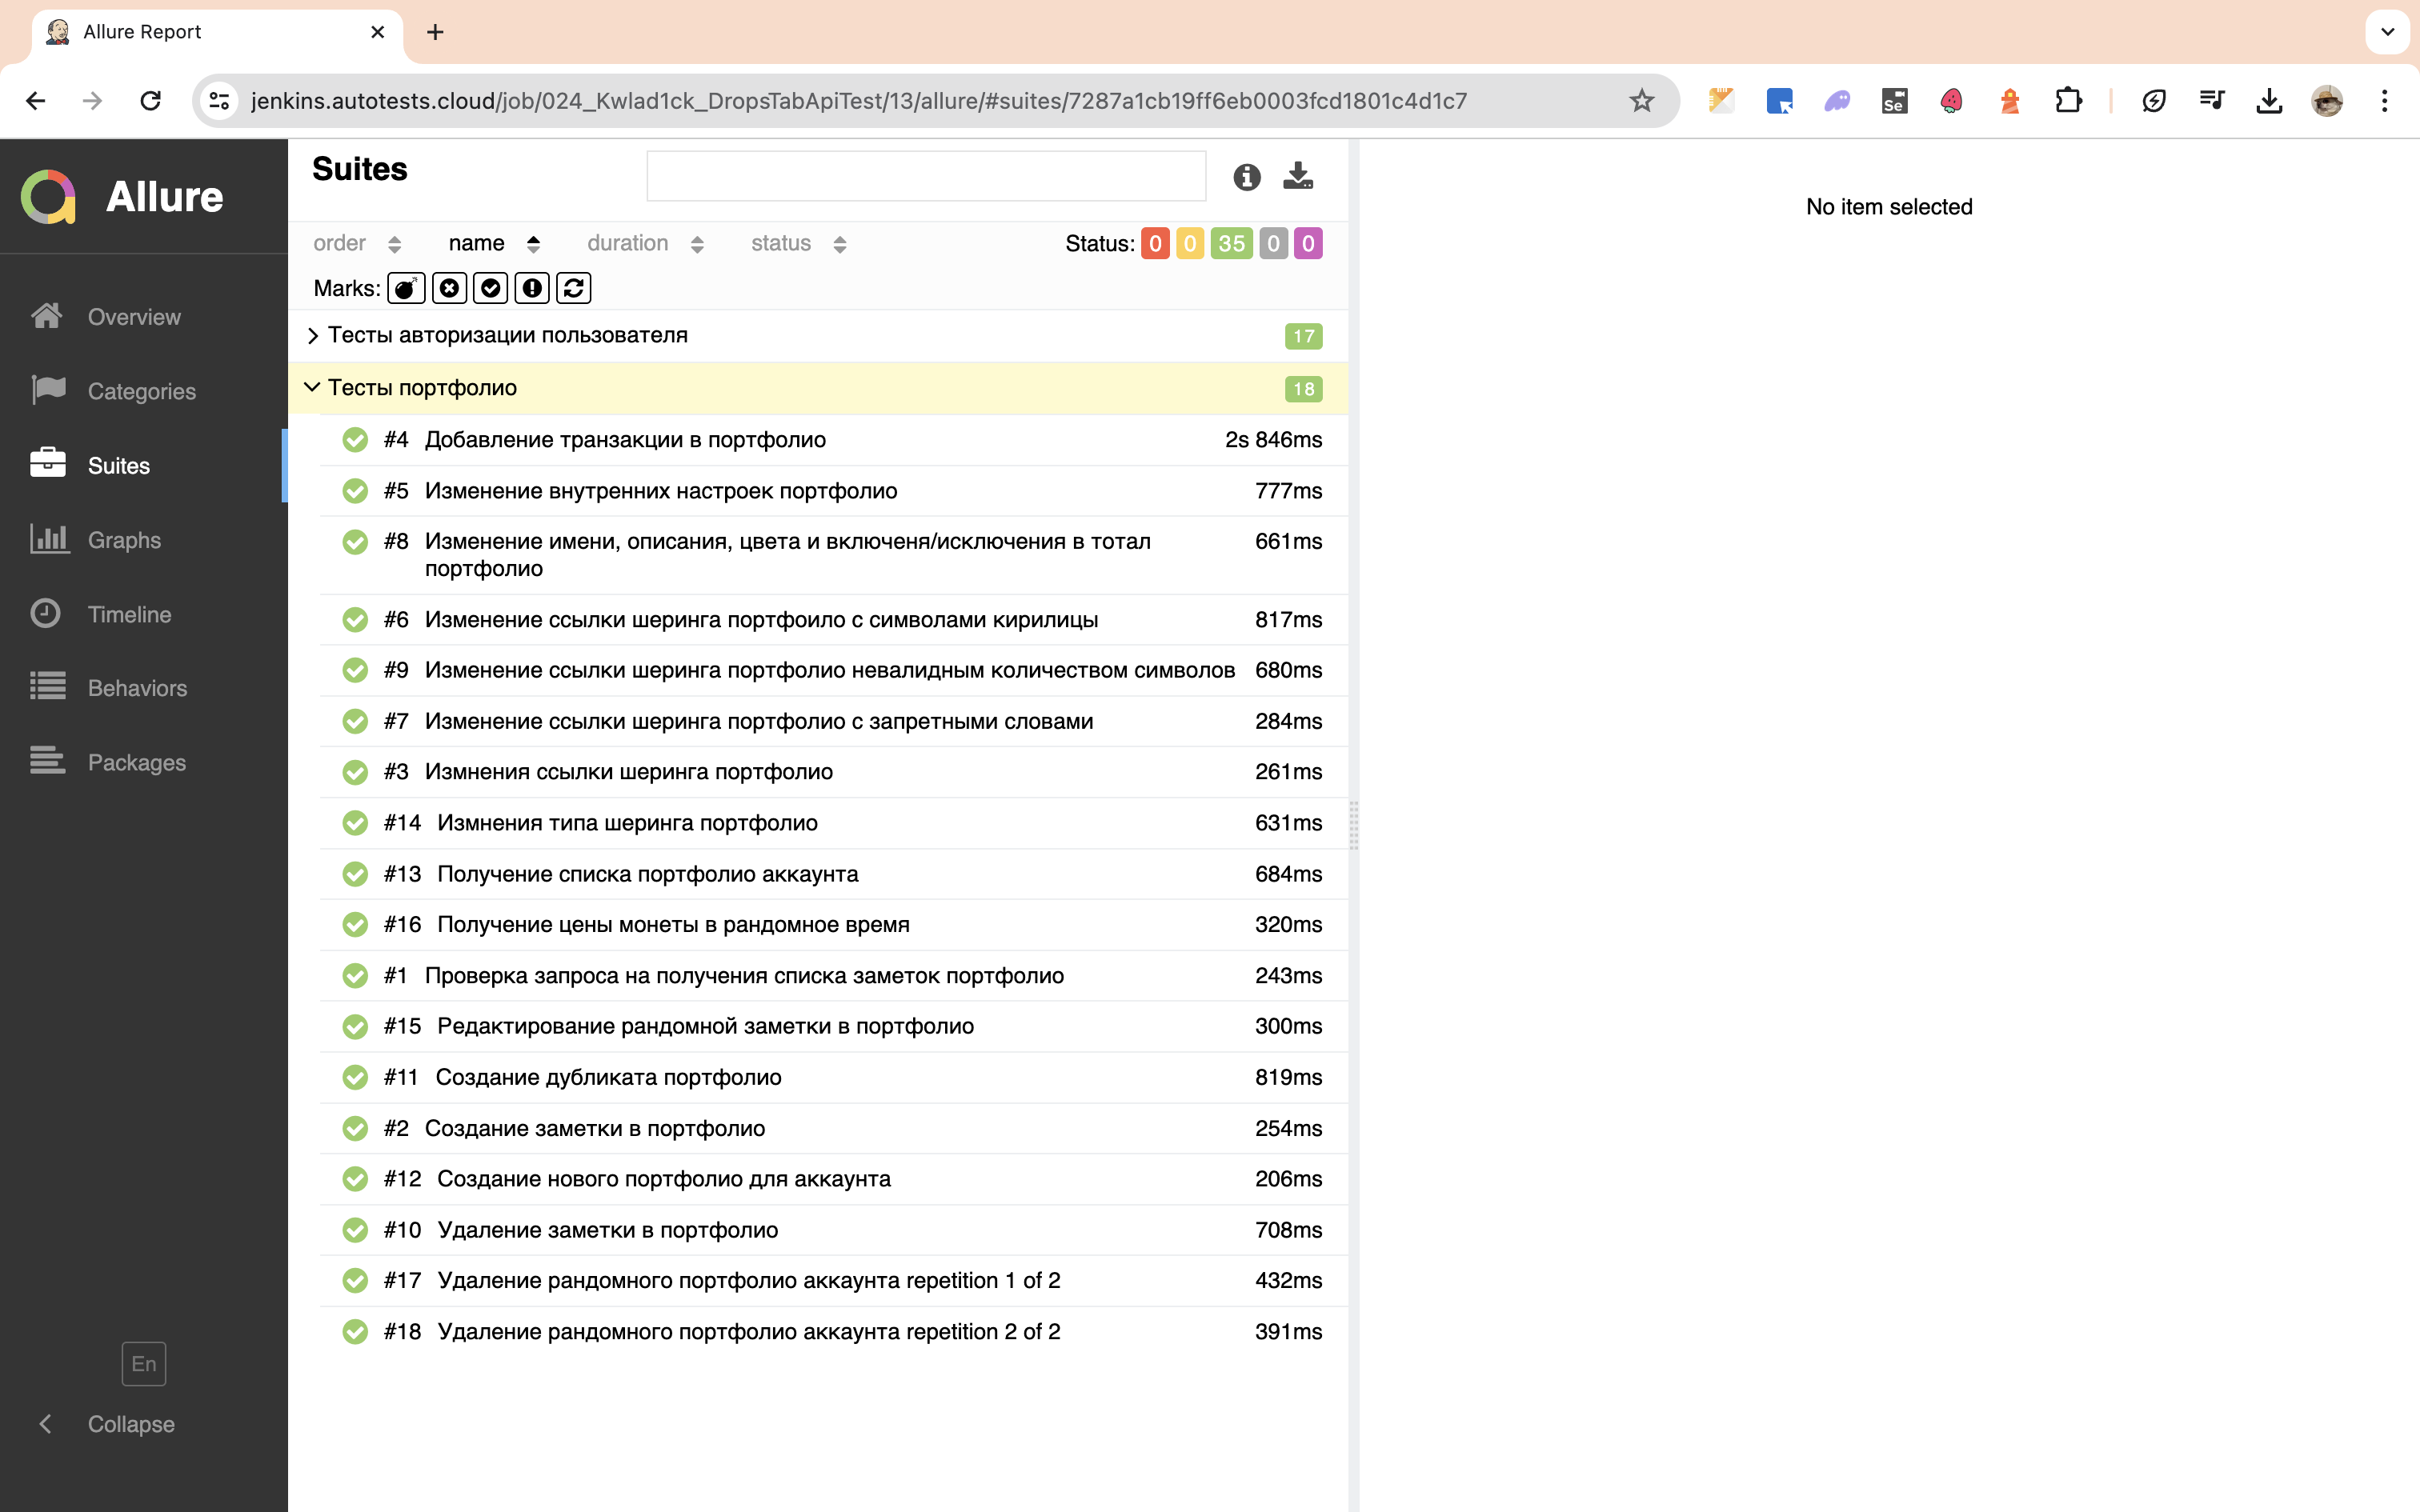 Allure Report
jenkins.autotests.cloud/job/024_Kwlad1ck_DropsTabApiTest/13/allure/#suites/7287a1cb19ff6eb0003fcd1801c4d1c7
Se
Allure
Overview
Categories
Suites
Graphs
Timeline
Behaviors
Packages
En
Collapse
Suites
order name duration status Status: 0 0 35 0 0
Marks:
Тесты авторизации пользователя 17
Тесты портфолио 18
#4 Добавление транзакции в портфолио 2s 846ms
#5 Изменение внутренних настроек портфолио 777ms
#8 Изменение имени, описания, цвета и включеня/исключения в тотал 661ms
портфолио
#6 Изменение ссылки шеринга портфоило с символами кирилицы 817ms
#9 Изменение ссылки шеринга портфолио невалидным количеством символов 680ms
#7 Изменение ссылки шеринга портфолио с запретными словами 284ms
#3 Измнения ссылки шеринга портфолио 261ms
#14 Измнения типа шеринга портфолио 631ms
#13 Получение списка портфолио аккаунта 684ms
#16 Получение цены монеты в рандомное время 320ms
#1 Проверка запроса на получения списка заметок портфолио 243ms
#15 Редактирование рандомной заметки в портфолио 300ms
#11 Создание дубликата портфолио 819ms
#2 Создание заметки в портфолио 254ms
#12 Создание нового портфолио для аккаунта 206ms
#10 Удаление заметки в портфолио 708ms
#17 Удаление рандомного портфолио аккаунта repetition 1 of 2 432ms
#18 Удаление рандомного портфолио аккаунта repetition 2 of 2 391ms
No item selected